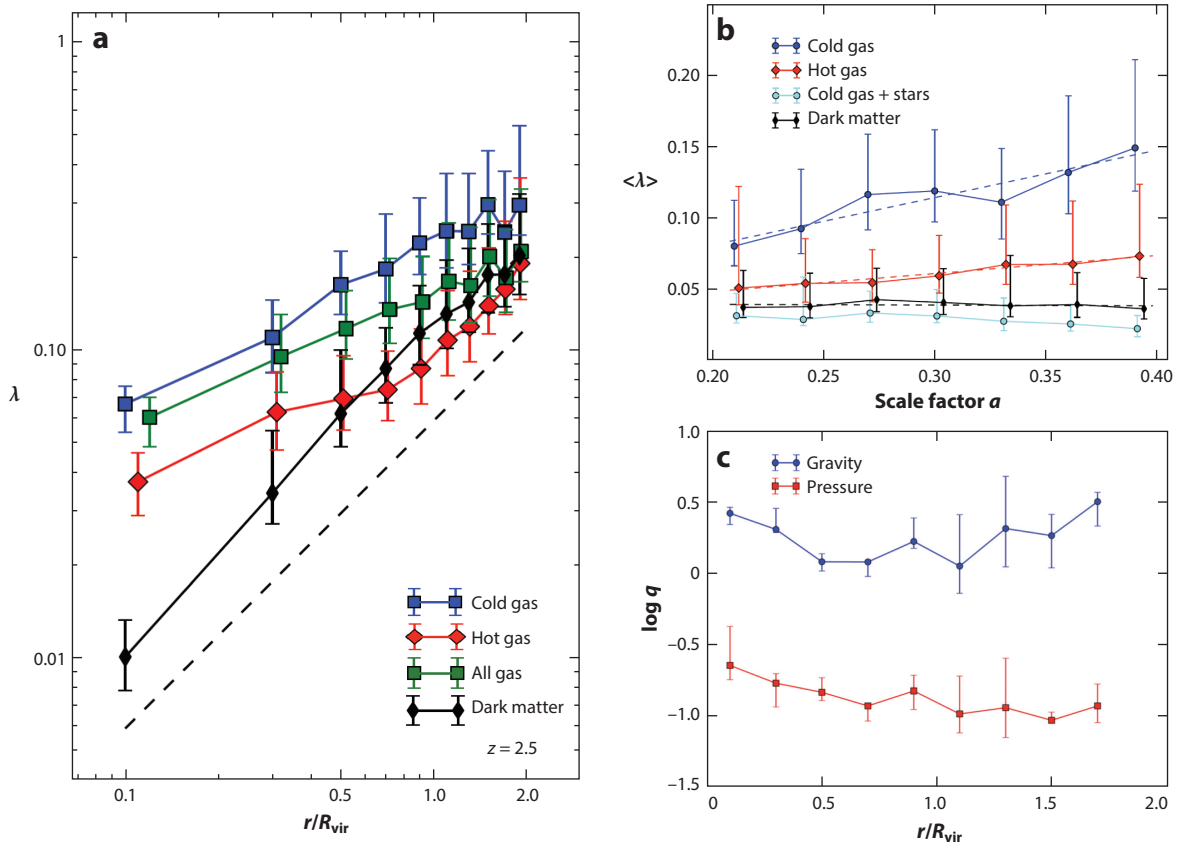 a
1
0.10
0.01
λ
0.1
0.5
1.0
2.0
r/Rvir
Cold gas
Hot gas
All gas
Dark matter
z = 2.5
b
Cold gas
Hot gas
Cold gas + stars
Dark matter
0.20
0.15
0.10
0.05
<λ>
0.20
0.25
0.30
0.35
0.40
Scale factor a
c
Gravity
Pressure
1.0
0.5
0
−0.5
−1.0
−1.5
log q
0
0.5
1.0
1.5
2.0
r/Rvir